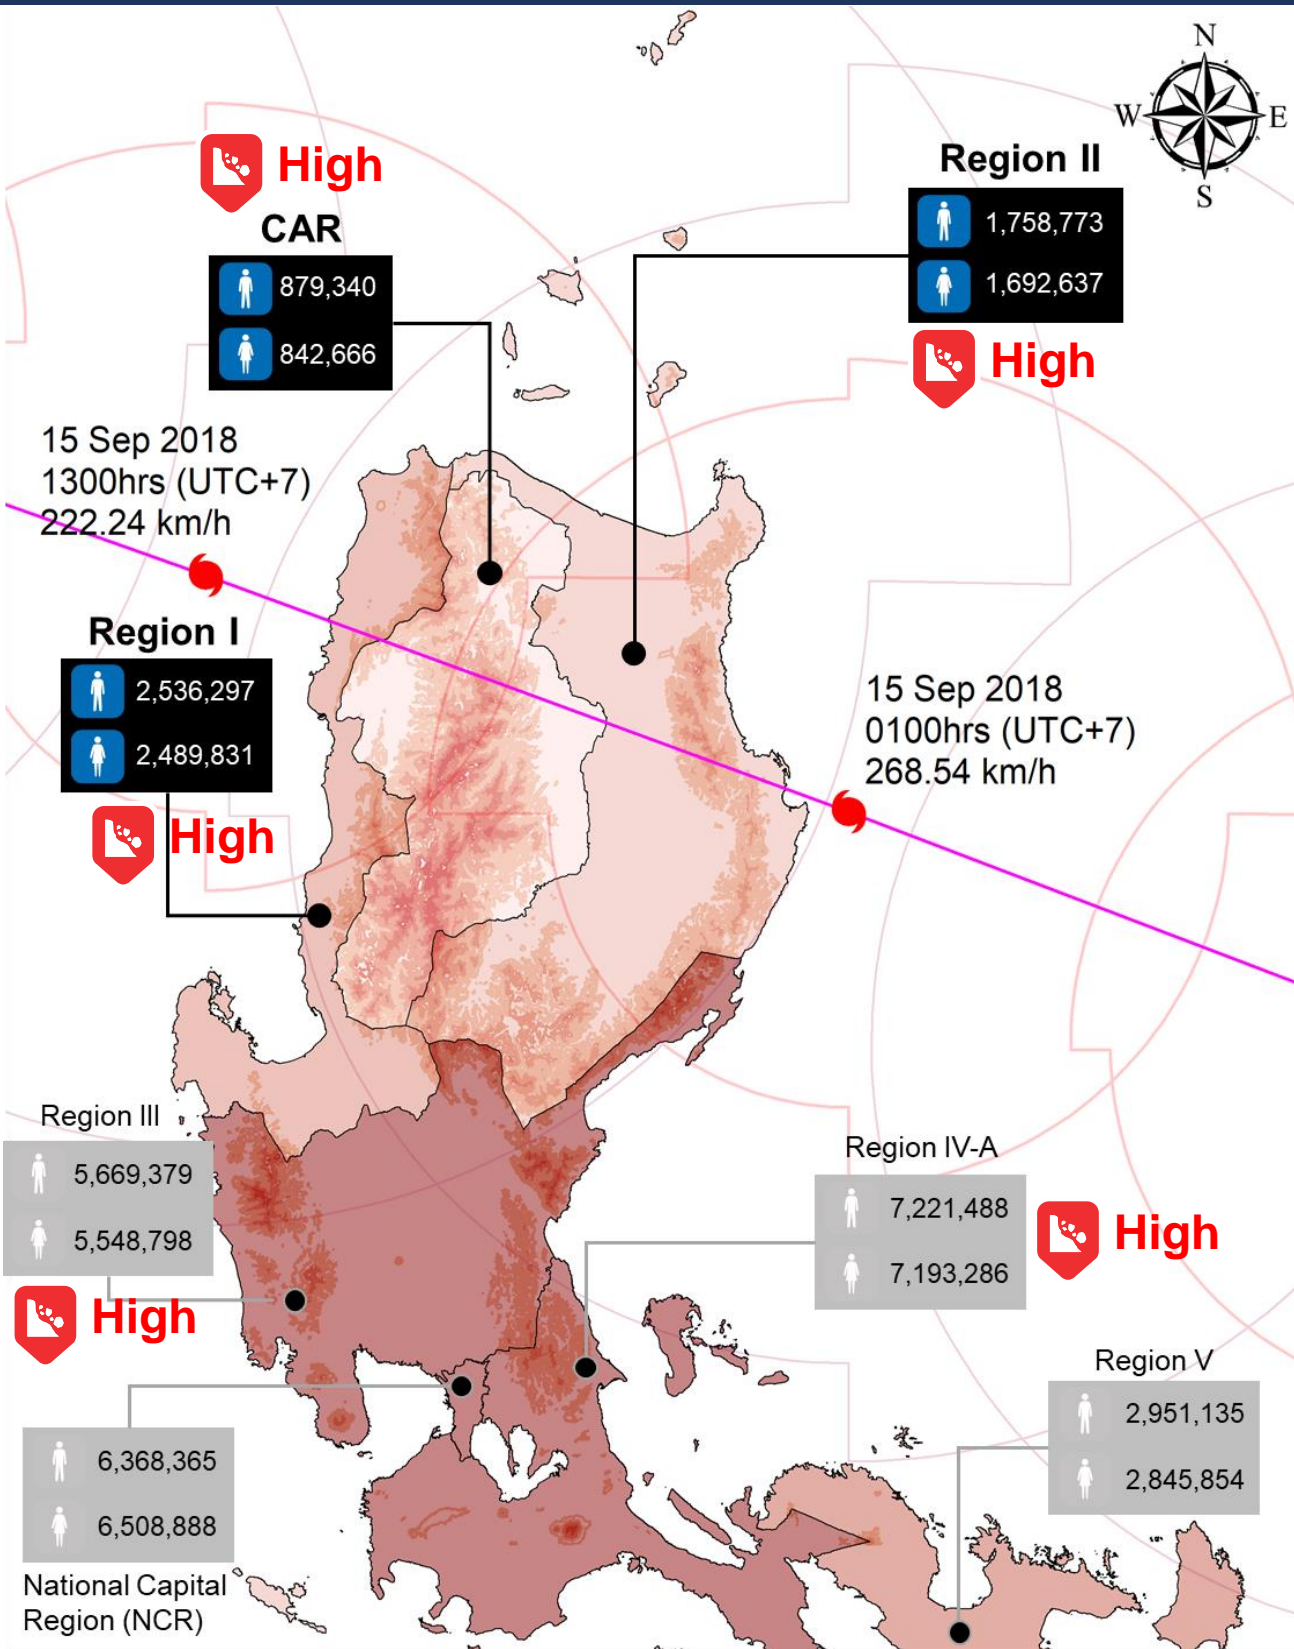 N
W
E
S
High
CAR
879,340
842,666
Region II
1,758,773
1,692,637
High
15 Sep 2018
1300hrs (UTC+7)
222.24 km/h
Region I
2,536,297
2,489,831
High
15 Sep 2018
0100hrs (UTC+7)
268.54 km/h
Region III
5,669,379
5,548,798
High
Region IV-A
7,221,488
7,193,286
High
Region V
2,951,135
2,845,854
6,368,365
6,508,888
National Capital
Region (NCR)